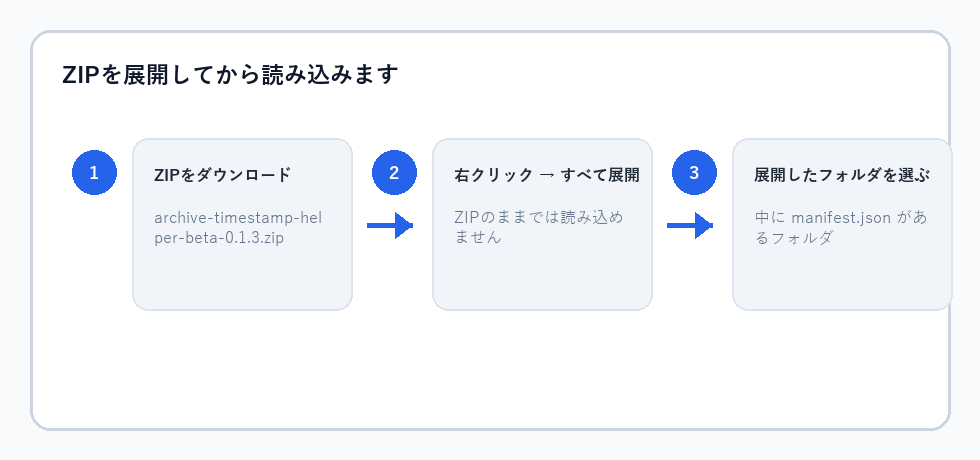 ZIPを展開してから読み込みます
1
ZIPをダウンロード
archive-timestamp-hel
per-beta-0.1.3.zip
2
右クリック → すべて展開
ZIPのままでは読み込め
ません
3
展開したフォルダを選ぶ
中に manifest.json があ
るフォルダ